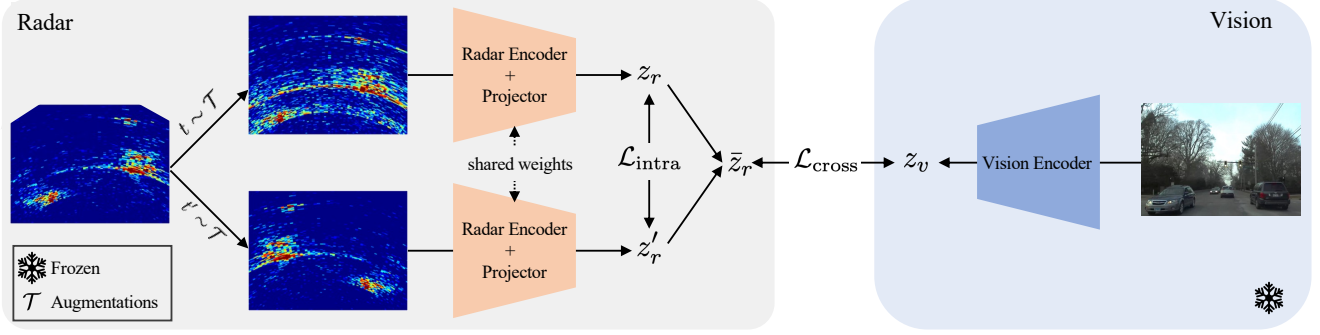 Radar
Vision
t ∼ 𝒯
t′ ∼ 𝒯
Radar Encoder
+
Projector
shared weights
Radar Encoder
+
Projector
z_r
ℒ_intra
z′_r
z̄_r
ℒ_cross
z_v
Vision Encoder
Frozen
𝒯 Augmentations